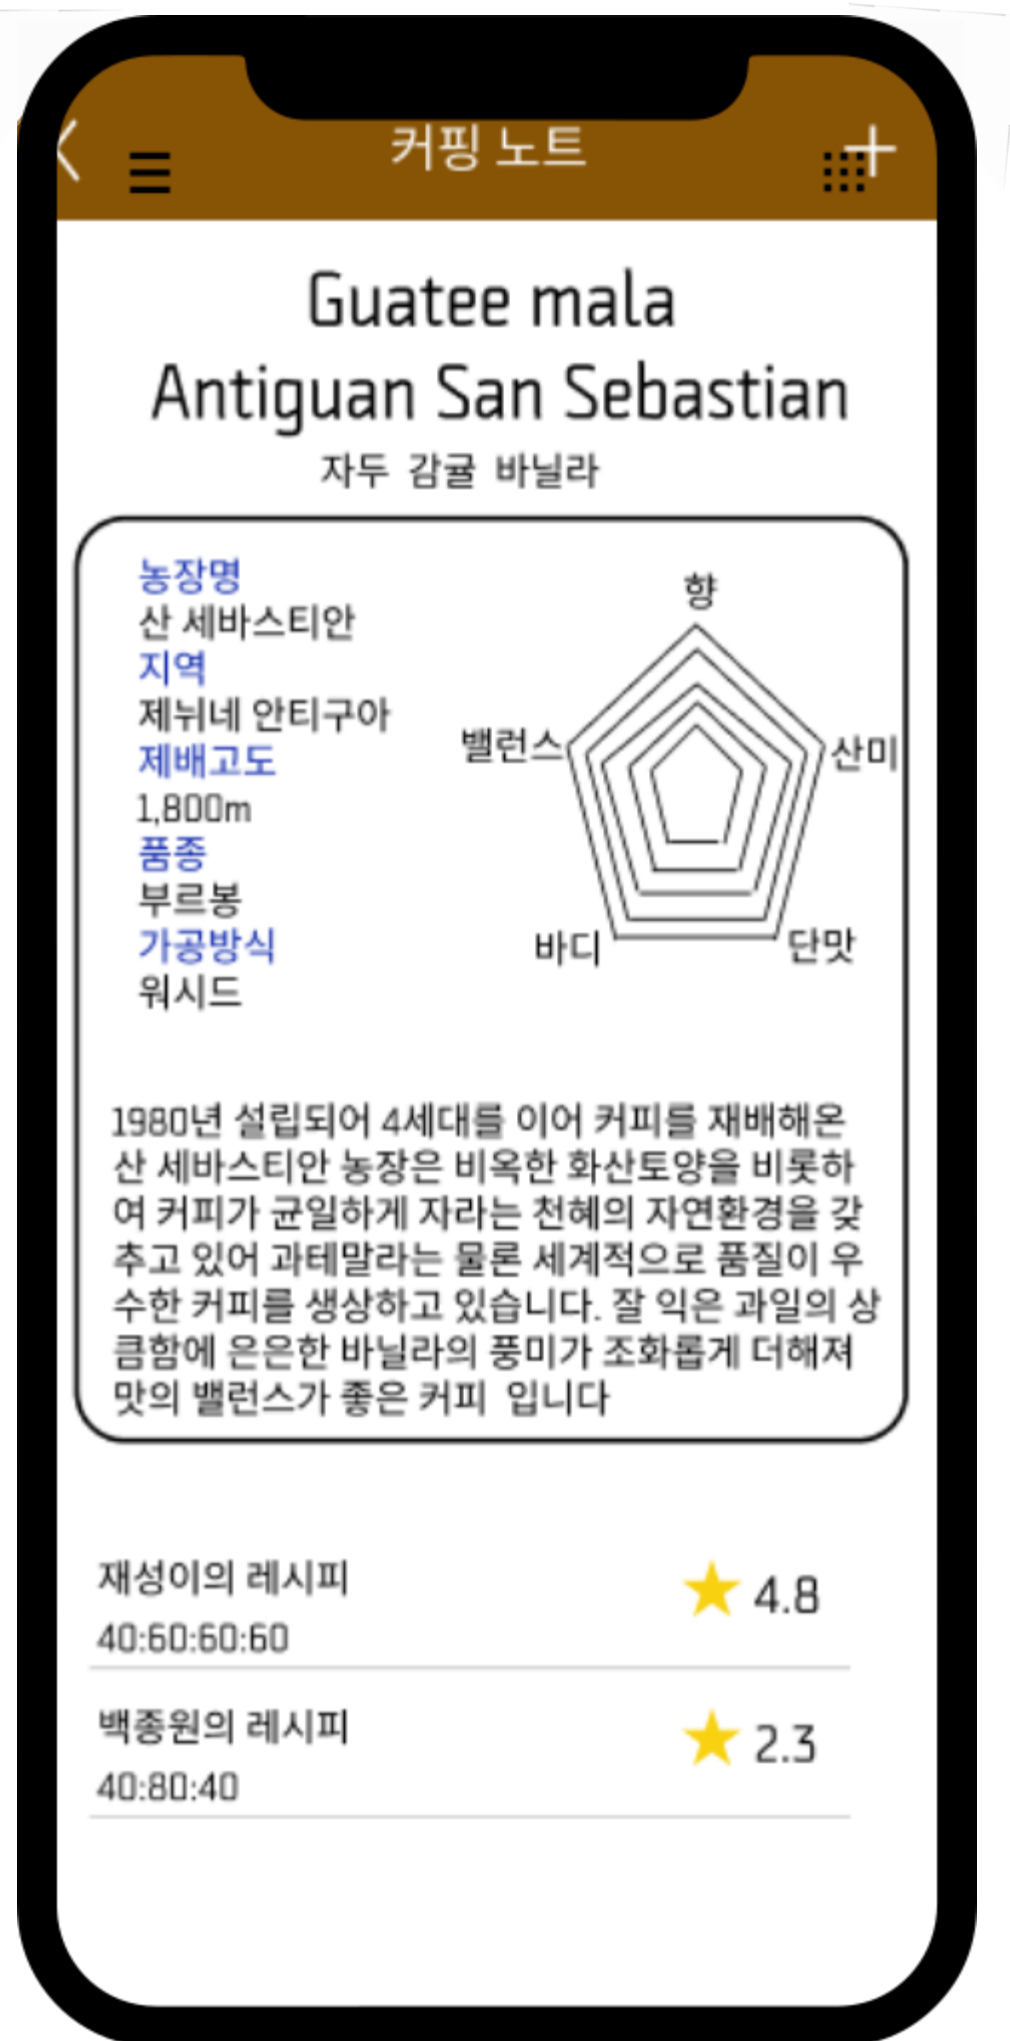 커핑 노트
Guatee mala
Antiguan San Sebastian
자두 감귤 바닐라
농장명
산 세바스티안
지역
제뉘네 안티구아
제배고도
1,800m
품종
부르봉
가공방식
워시드
향
밸런스
산미
바디
단맛
1980년 설립되어 4세대를 이어 커피를 재배해온
산 세바스티안 농장은 비옥한 화산토양을 비롯하
여 커피가 균일하게 자라는 천혜의 자연환경을 갖
추고 있어 과테말라는 물론 세계적으로 품질이 우
수한 커피를 생상하고 있습니다. 잘 익은 과일의 상
큼함에 은은한 바닐라의 풍미가 조화롭게 더해져
맛의 밸런스가 좋은 커피 입니다
재성이의 레시피
4.8
40:60:60:60
백종원의 레시피
2.3
40:80:40